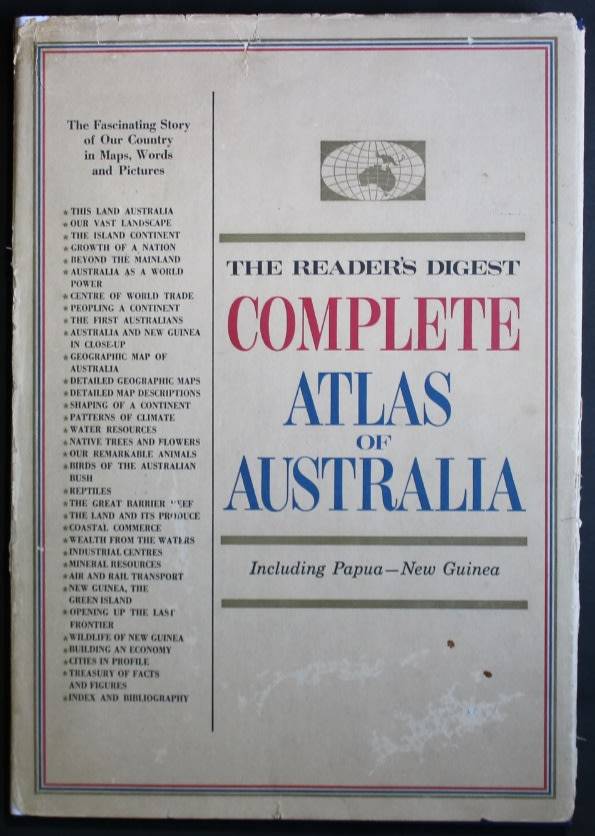 The Fascinating Story
of Our Country
in Maps, Words
and Pictures
★ THIS LAND AUSTRALIA
★ OUR VAST LANDSCAPE
★ THE ISLAND CONTINENT
★ GROWTH OF A NATION
★ BEYOND THE MAINLAND
★ AUSTRALIA AS A WORLD
POWER
★ CENTRE OF WORLD TRADE
★ PEOPLING A CONTINENT
★ THE FIRST AUSTRALIANS
★ AUSTRALIA AND NEW GUINEA
IN CLOSE-UP
★ GEOGRAPHIC MAP OF
AUSTRALIA
★ DETAILED GEOGRAPHIC MAPS
★ DETAILED MAP DESCRIPTIONS
★ SHAPING OF A CONTINENT
★ PATTERNS OF CLIMATE
★ WATER RESOURCES
★ NATIVE TREES AND FLOWERS
★ OUR REMARKABLE ANIMALS
★ BIRDS OF THE AUSTRALIAN
BUSH
★ REPTILES
★ THE GREAT BARRIER REEF
★ THE LAND AND ITS PRODUCE
★ COASTAL COMMERCE
★ WEALTH FROM THE WATERS
★ INDUSTRIAL CENTRES
★ MINERAL RESOURCES
★ AIR AND RAIL TRANSPORT
★ NEW GUINEA, THE
GREEN ISLAND
★ OPENING UP THE LAST
FRONTIER
★ WILDLIFE OF NEW GUINEA
★ BUILDING AN ECONOMY
★ CITIES IN PROFILE
★ TREASURY OF FACTS
AND FIGURES
★ INDEX AND BIBLIOGRAPHY
THE READER'S DIGEST
COMPLETE
ATLAS
OF
AUSTRALIA
Including Papua—New Guinea